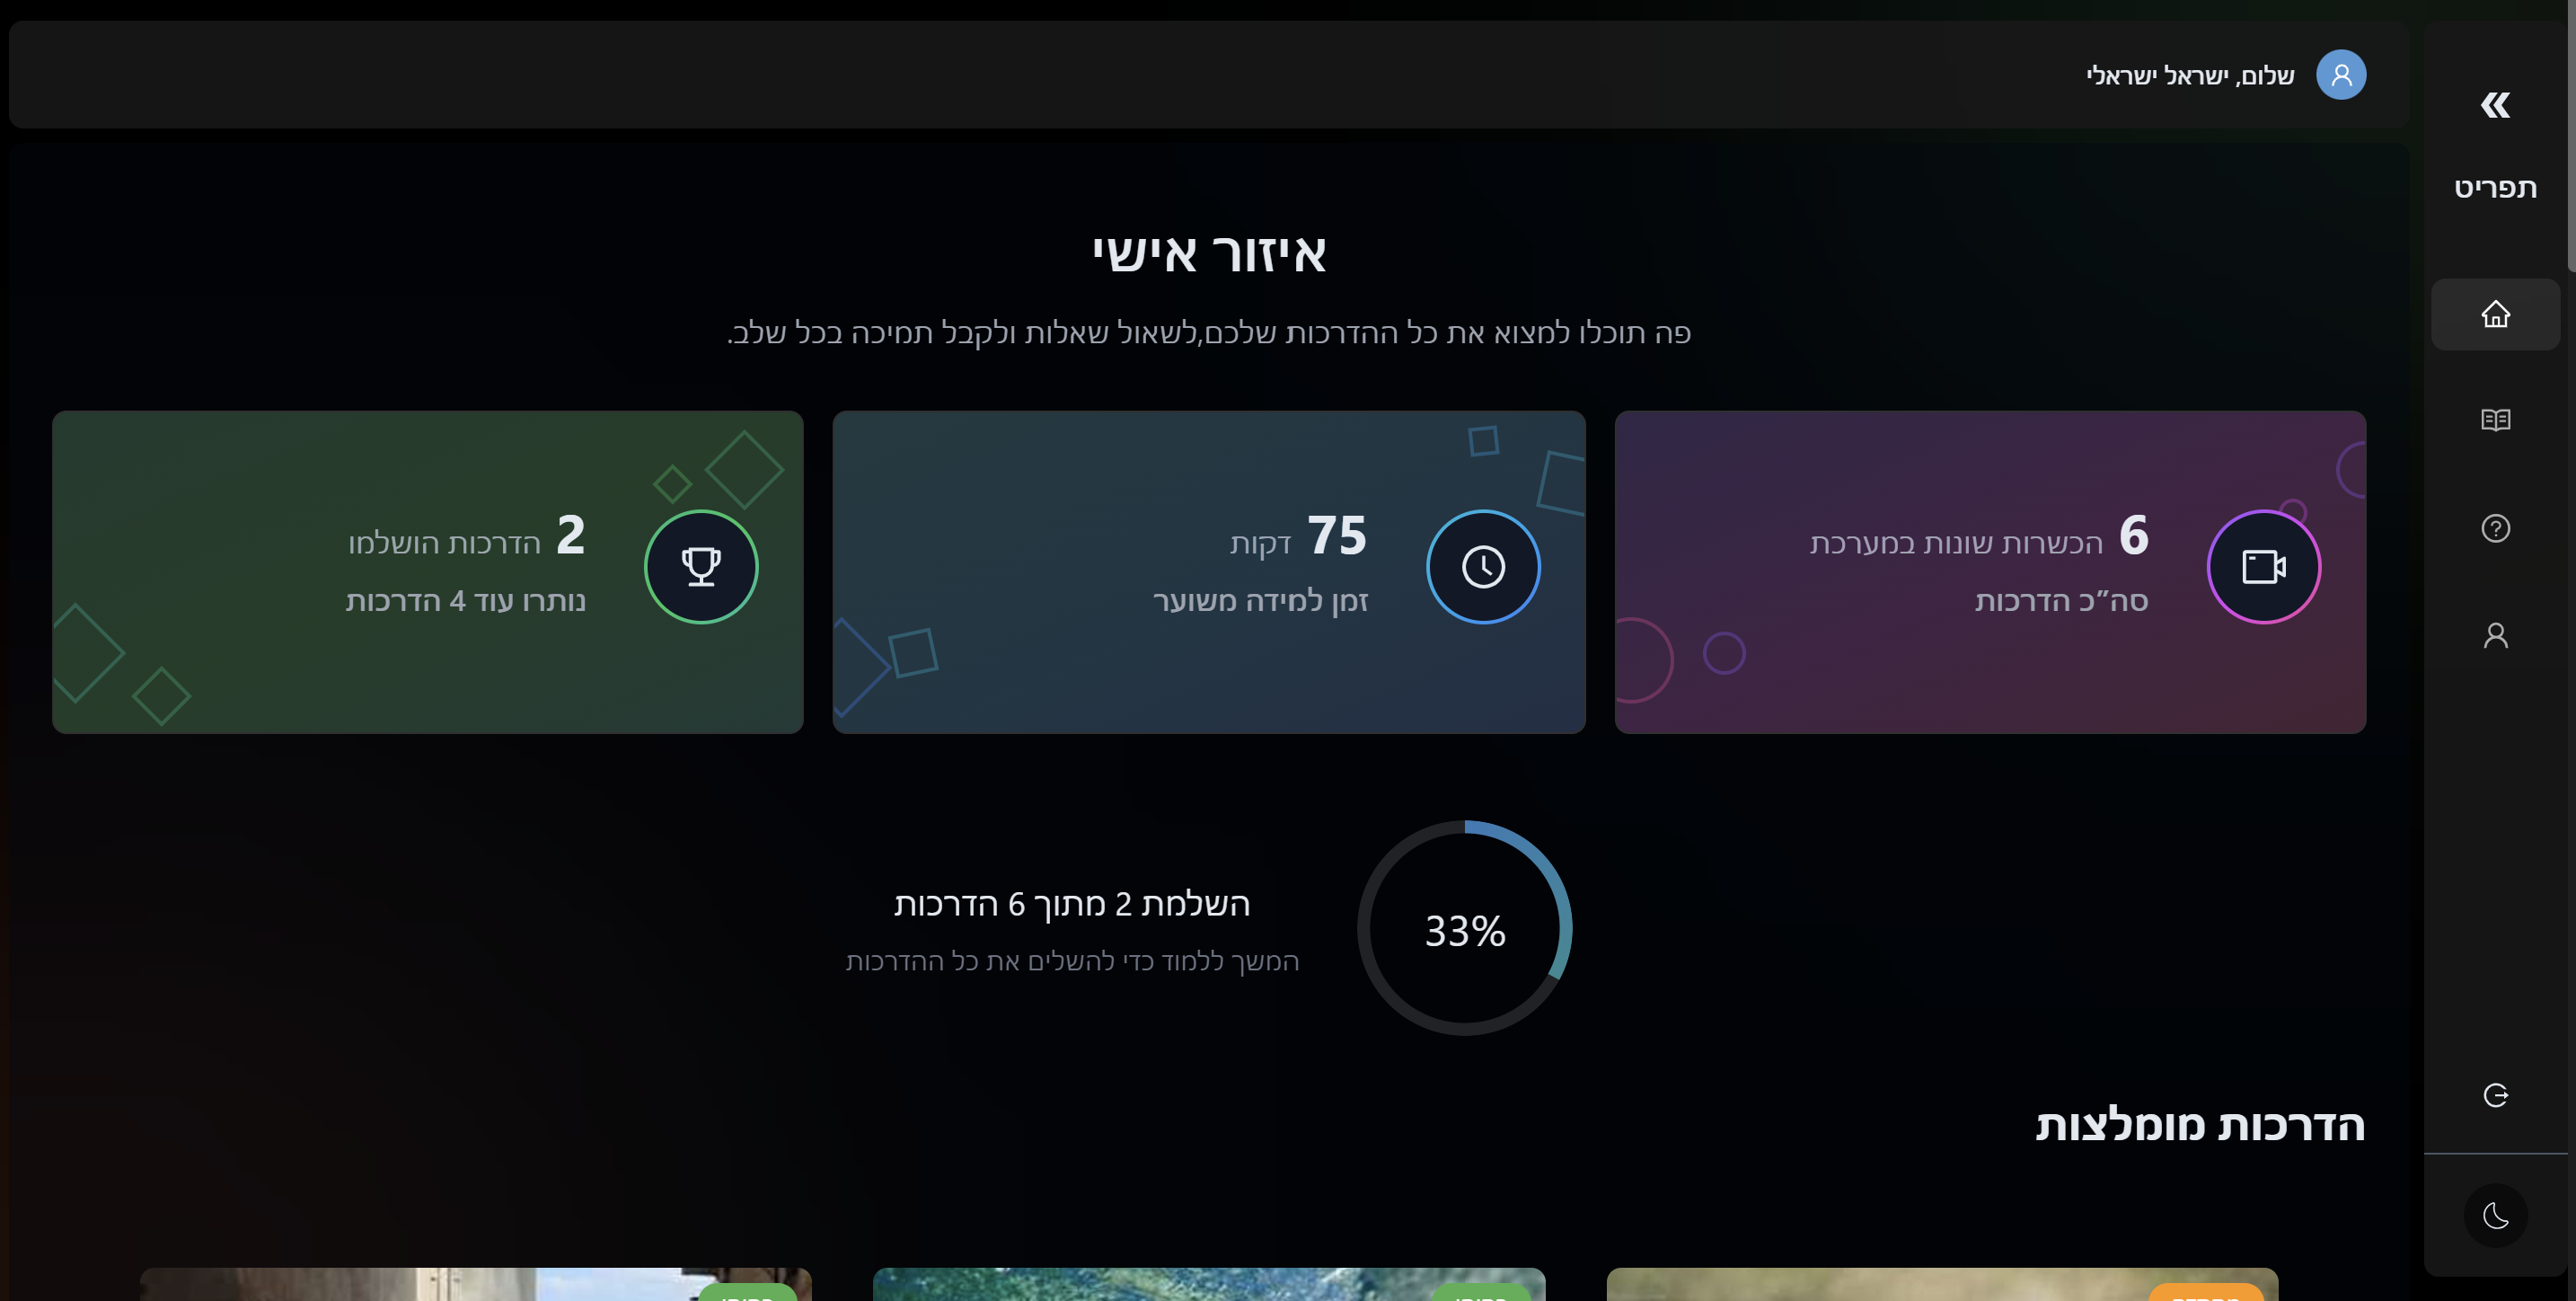 שלום, ישראל ישראלי
תפריט
איזור אישי
פה תוכלו למצוא את כל ההדרכות שלכם,לשאול שאלות ולקבל תמיכה בכל שלב.
6 הכשרות שונות במערכת
סה״כ הדרכות
75 דקות
זמן למידה משוער
2 הדרכות הושלמו
נותרו עוד 4 הדרכות
33%
השלמת 2 מתוך 6 הדרכות
המשך ללמוד כדי להשלים את כל ההדרכות
הדרכות מומלצות